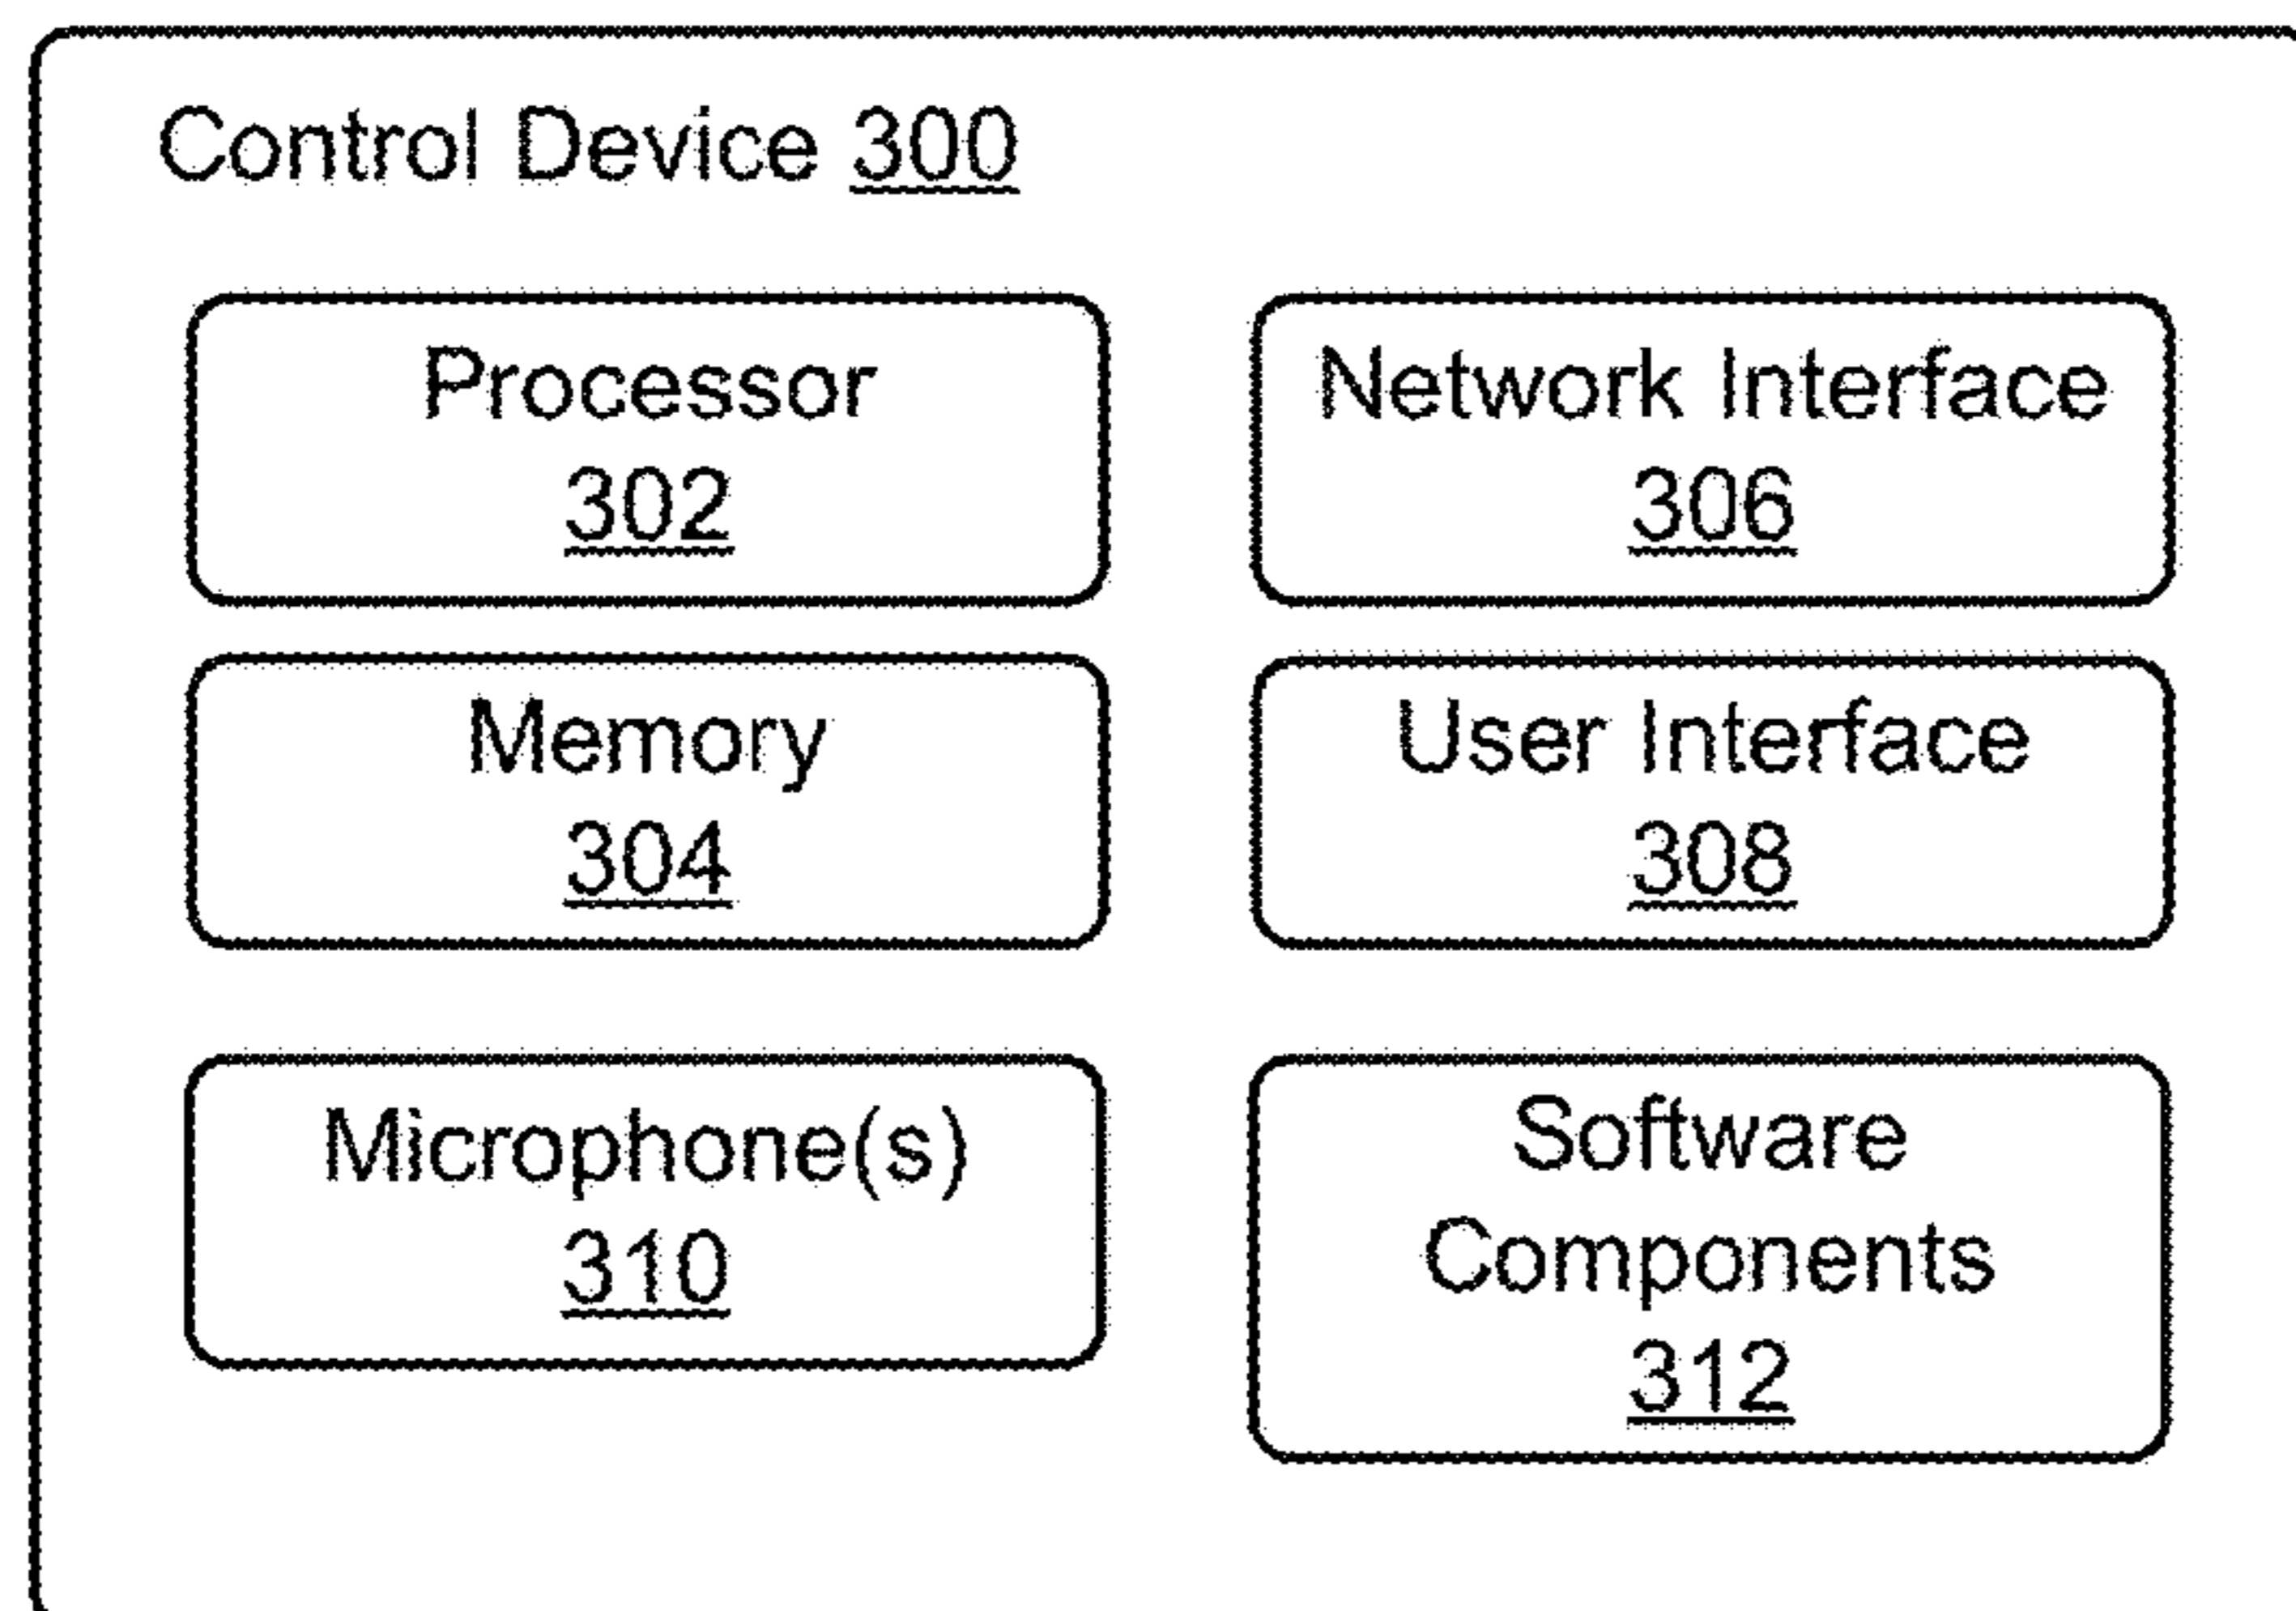 Control Device 300
Processor
302
Network Interface
306
Memory
304
User Interface
308
Microphone(s)
310
Software
Components
312